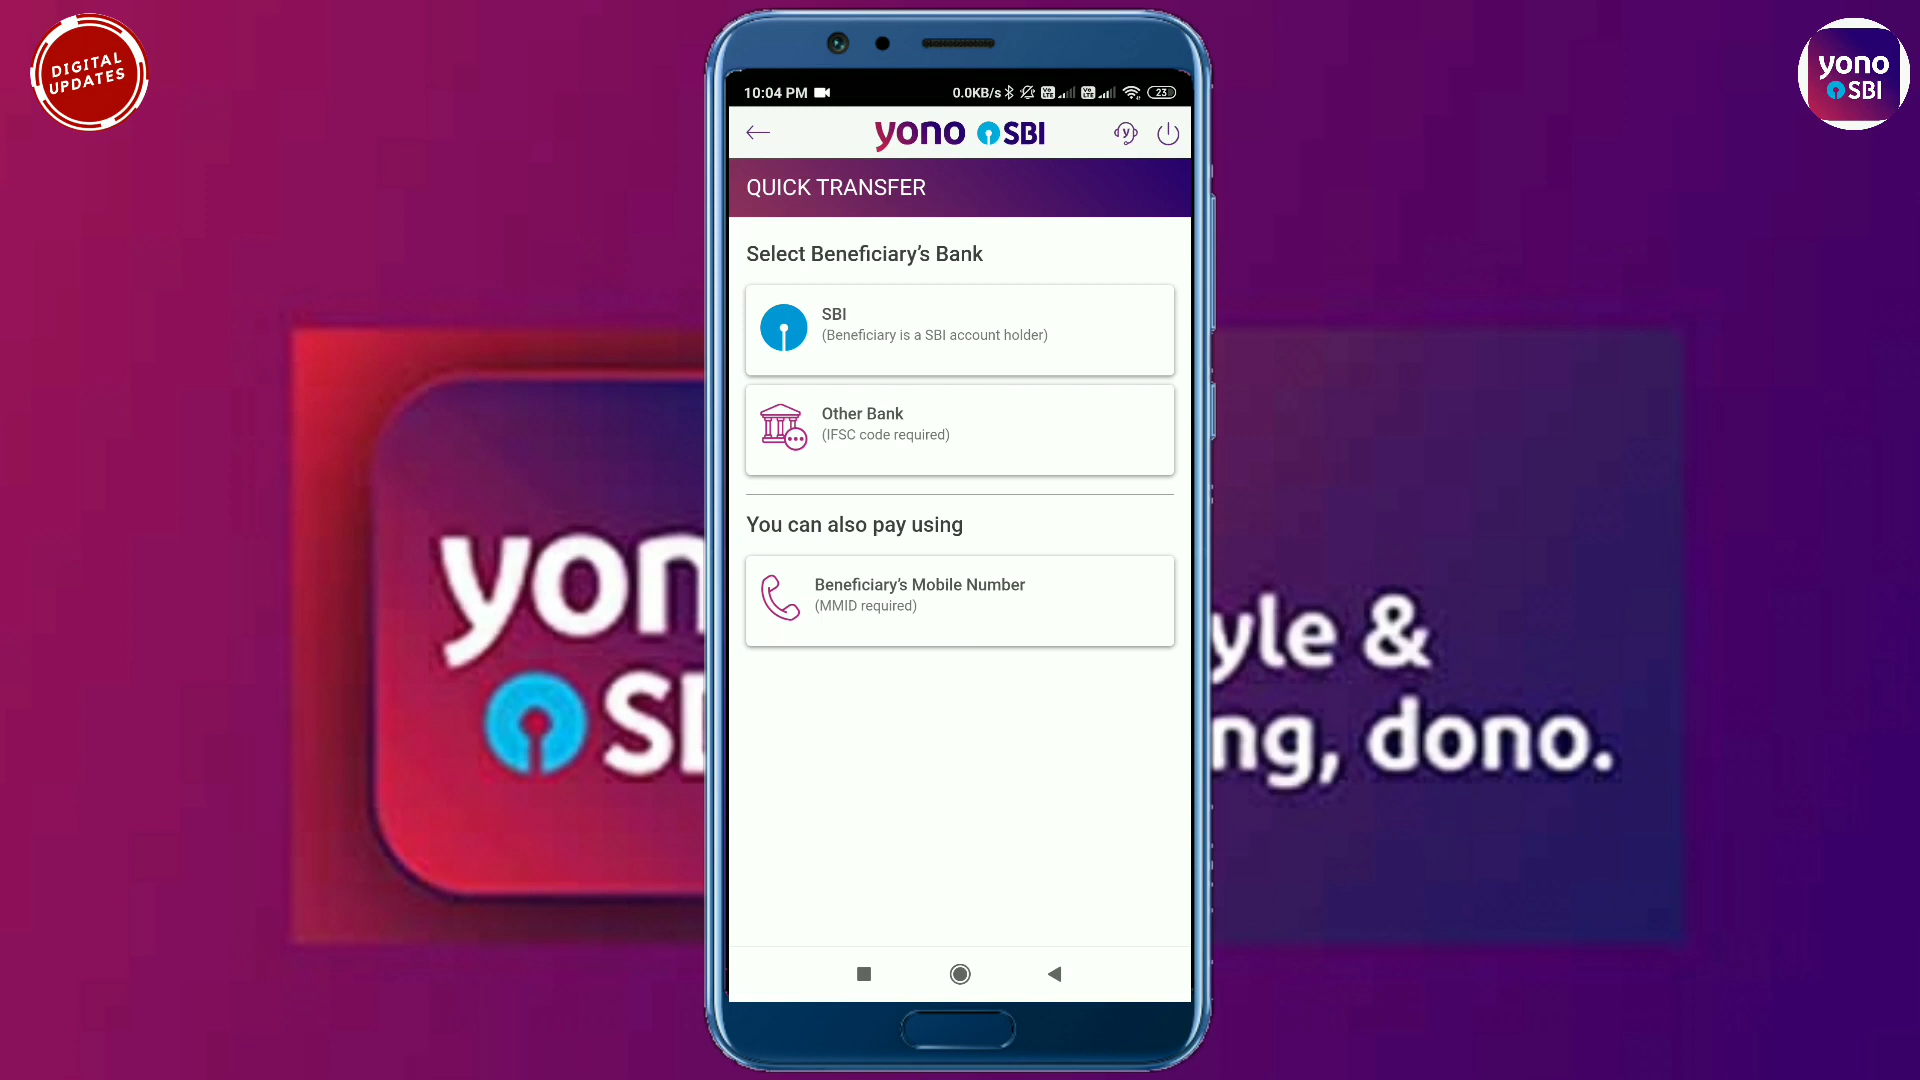 DIGITAL
UPDATES
yono
SBI
10:04 PM
0.0KB/s
23
yono SBI
QUICK TRANSFER
Select Beneficiary’s Bank
SBI
(Beneficiary is a SBI account holder)
Other Bank
(IFSC code required)
You can also pay using
Beneficiary’s Mobile Number
(MMID required)
yon
SB
yle &
ng, dono.